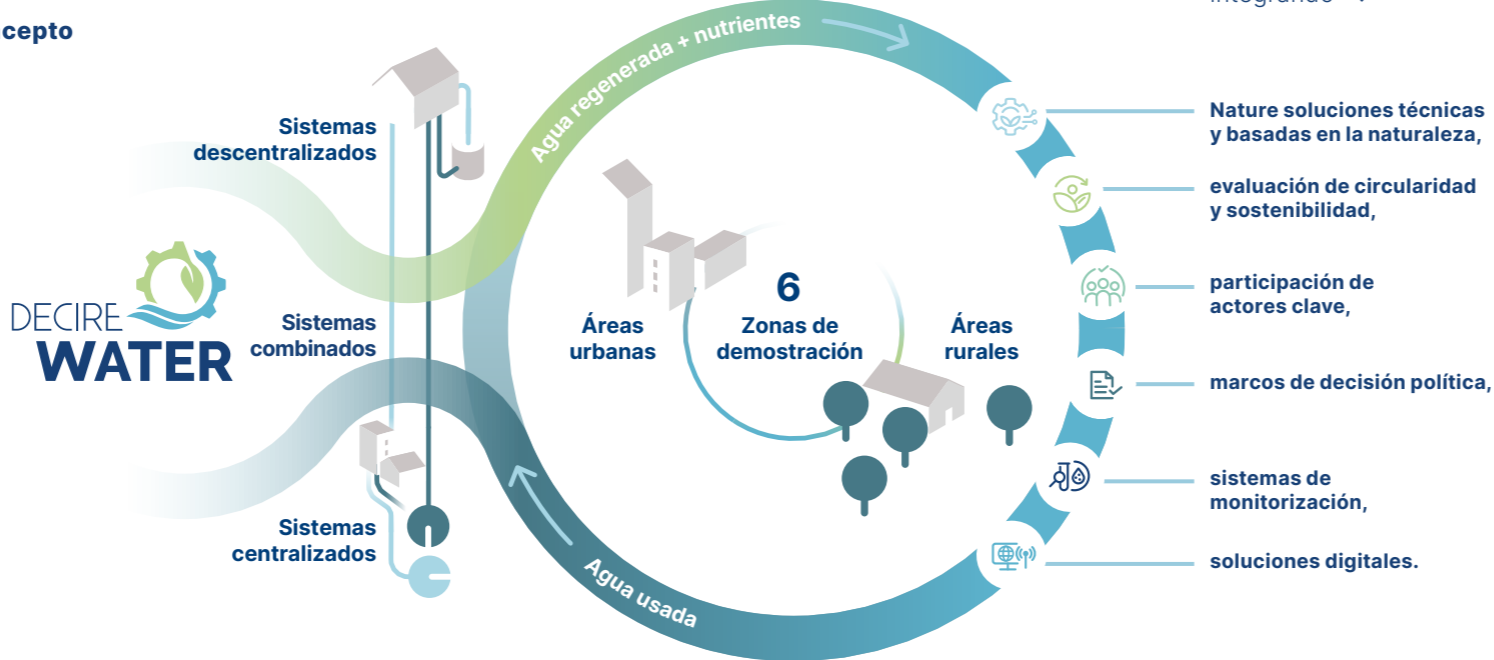 cepto
integrando
Sistemas
descentralizados
Agua regenerada + nutrientes
DECIRE
WATER
Sistemas
combinados
Sistemas
centralizados
Áreas
urbanas
6
Zonas de
demostración
Áreas
rurales
Agua usada
Nature soluciones técnicas
y basadas en la naturaleza,
evaluación de circularidad
y sostenibilidad,
participación de
actores clave,
marcos de decisión política,
sistemas de
monitorización,
soluciones digitales.